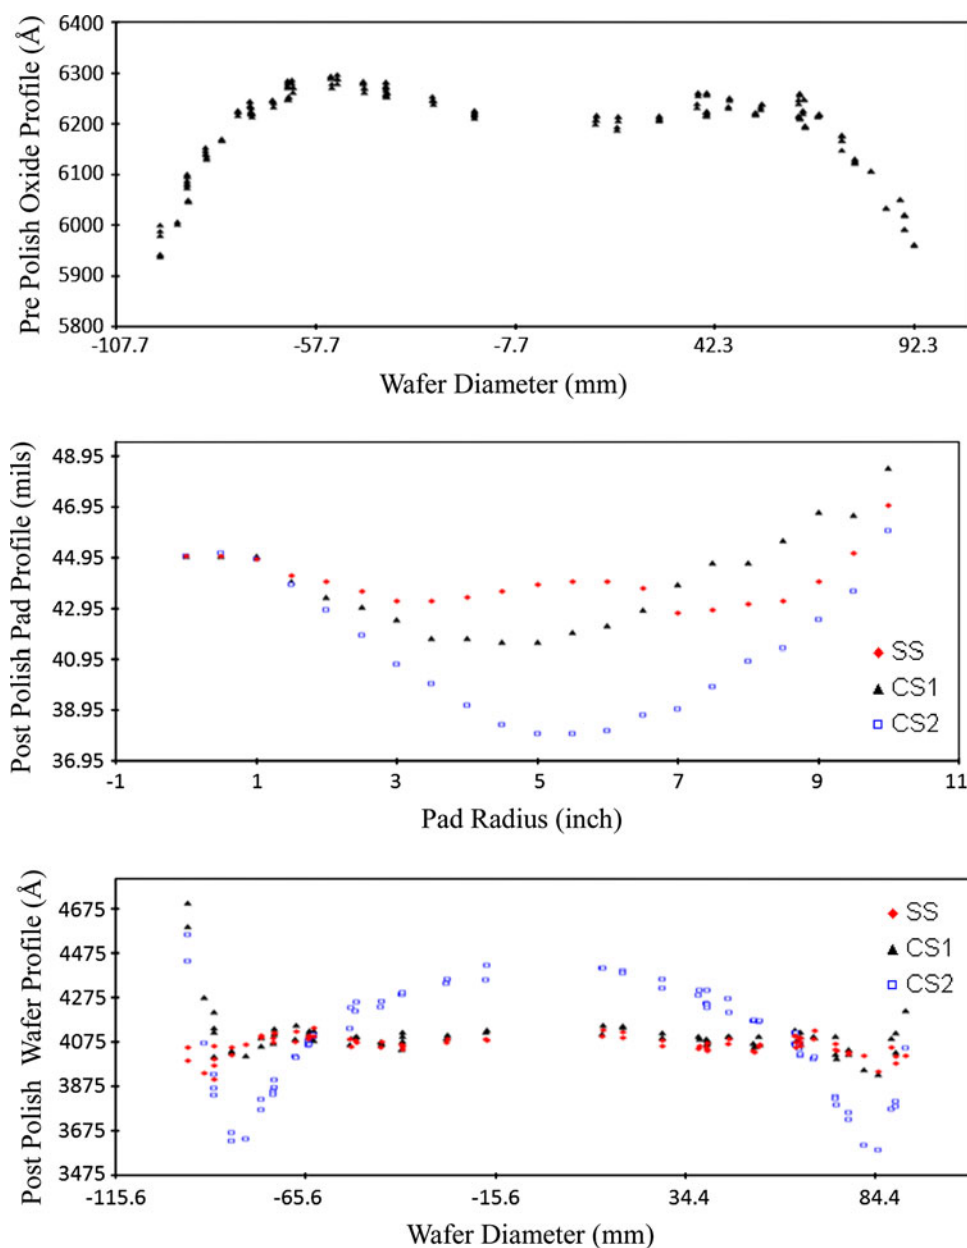 Pre Polish Oxide Profile (Å)
6400
6300
6200
6100
6000
5900
5800
-107.7 -57.7 -7.7 42.3 92.3
Wafer Diameter (mm)
Post Polish Pad Profile (mils)
48.95
46.95
44.95
42.95
40.95
38.95
36.95
SS
CS1
CS2
-1 1 3 5 7 9 11
Pad Radius (inch)
Post Polish Wafer Profile (Å)
4675
4475
4275
4075
3875
3675
3475
SS
CS1
CS2
-115.6 -65.6 -15.6 34.4 84.4
Wafer Diameter (mm)